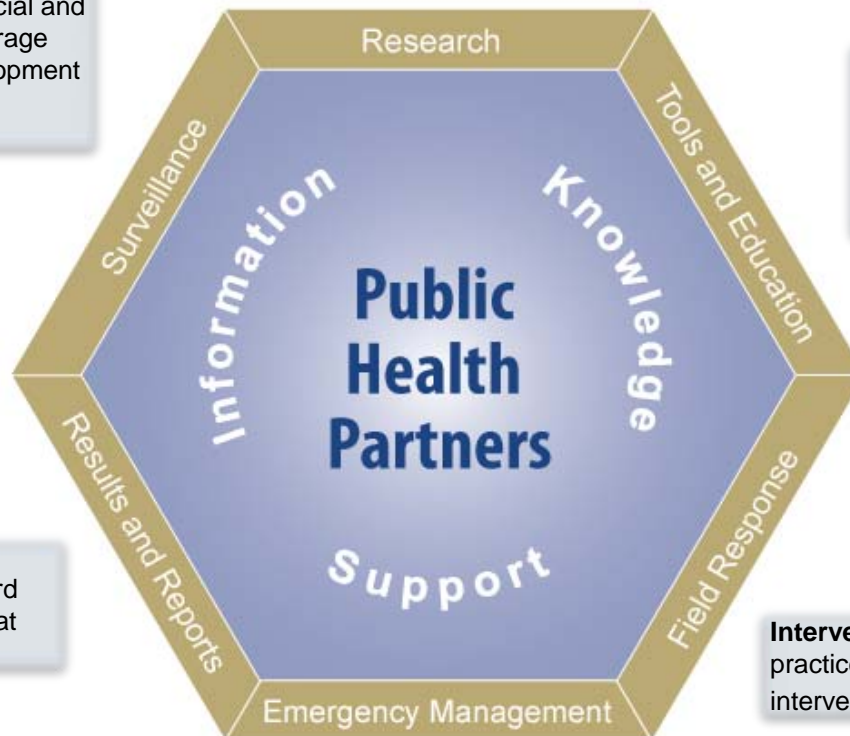 and
rage
opment
Research
Surveillance
Tools and Education
Information
Knowledge
Public
Health
Partners
Support
Results and Reports
Field Response
Emergency Management
rd
at
Interve
practice
interve